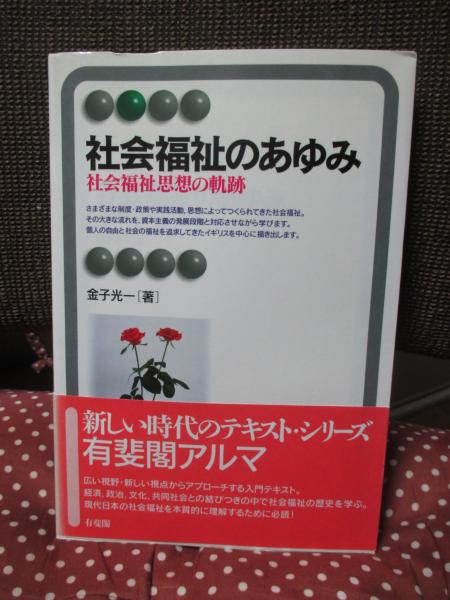 社会福祉のあゆみ
社会福祉思想の軌跡
さまざまな制度・政策や実践活動、思想によってつくられてきた社会福祉。
その大きな流れを、資本主義の発展段階と対応させながら学びます。
個人の自由と社会の福祉を追求してきたイギリスを中心に描き出します。
金子光一[著]
新しい時代のテキスト・シリーズ
有斐閣アルマ
広い視野・新しい視点からアプローチする入門テキスト。
経済、政治、文化、共同社会との結びつきの中で社会福祉の歴史を学ぶ。
現代日本の社会福祉を本質的に理解するために必読!
有斐閣